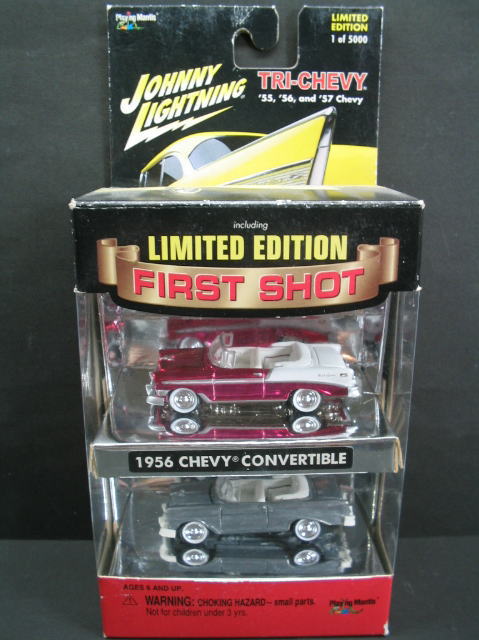 Playing Mantis
LIMITED
EDITION
1 of 5000
JOHNNY
LIGHTNING
TRI-CHEVY
'55, '56, and '57 Chevy
including
LIMITED EDITION
FIRST SHOT
1956 CHEVY® CONVERTIBLE
AGES 5 AND UP.
WARNING: CHOKING HAZARD– small parts.
Not for children under 3 yrs.
Playing Mantis